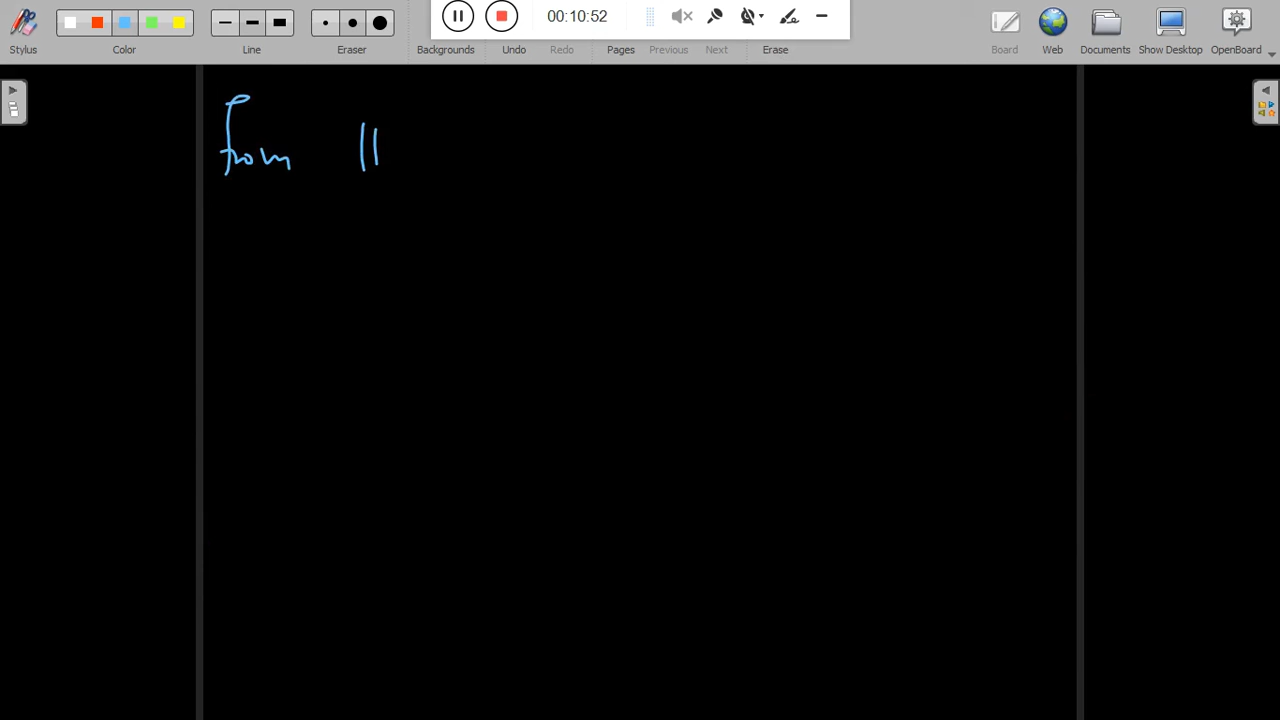 00:10:52
Stylus Color Line Eraser Backgrounds Undo Redo Pages Previous Next Erase Board Web Documents Show Desktop OpenBoard
from ||